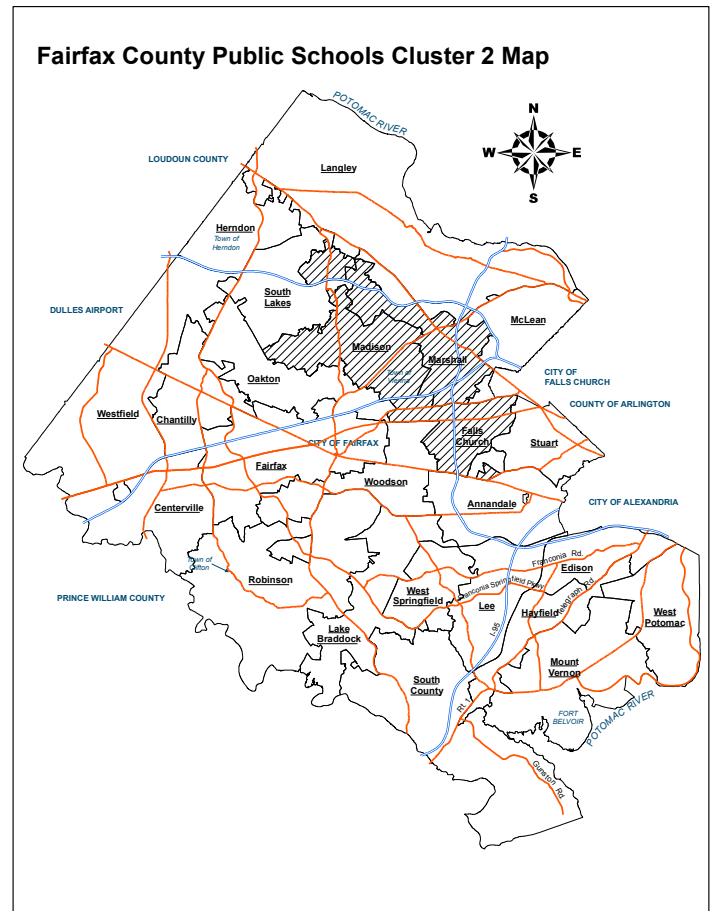 Fairfax County Public Schools Cluster 2 Map
POTOMAC RIVER
N
W
E
S
LOUDOUN COUNTY
Langley
Herndon
Town of
Herndon
South
Lakes
DULLES AIRPORT
McLean
Madison
Marshall
Town of
Vienna
CITY OF
FALLS CHURCH
Oakton
COUNTY OF ARLINGTON
Westfield
Chantilly
Falls
Church
CITY OF FAIRFAX
Stuart
Fairfax
Woodson
Annandale
CITY OF ALEXANDRIA
Centerville
Town of
Clifton
Franconia Rd.
Edison
Robinson
Franconia Springfield Pkwy
PRINCE WILLIAM COUNTY
West
Springfield
Lee
Hayfield
Telegraph Rd.
West
Potomac
Lake
Braddock
I-95
Mount
Vernon
South
County
Rt. 1
FORT
BELVOIR
POTOMAC RIVER
Gunston Rd.